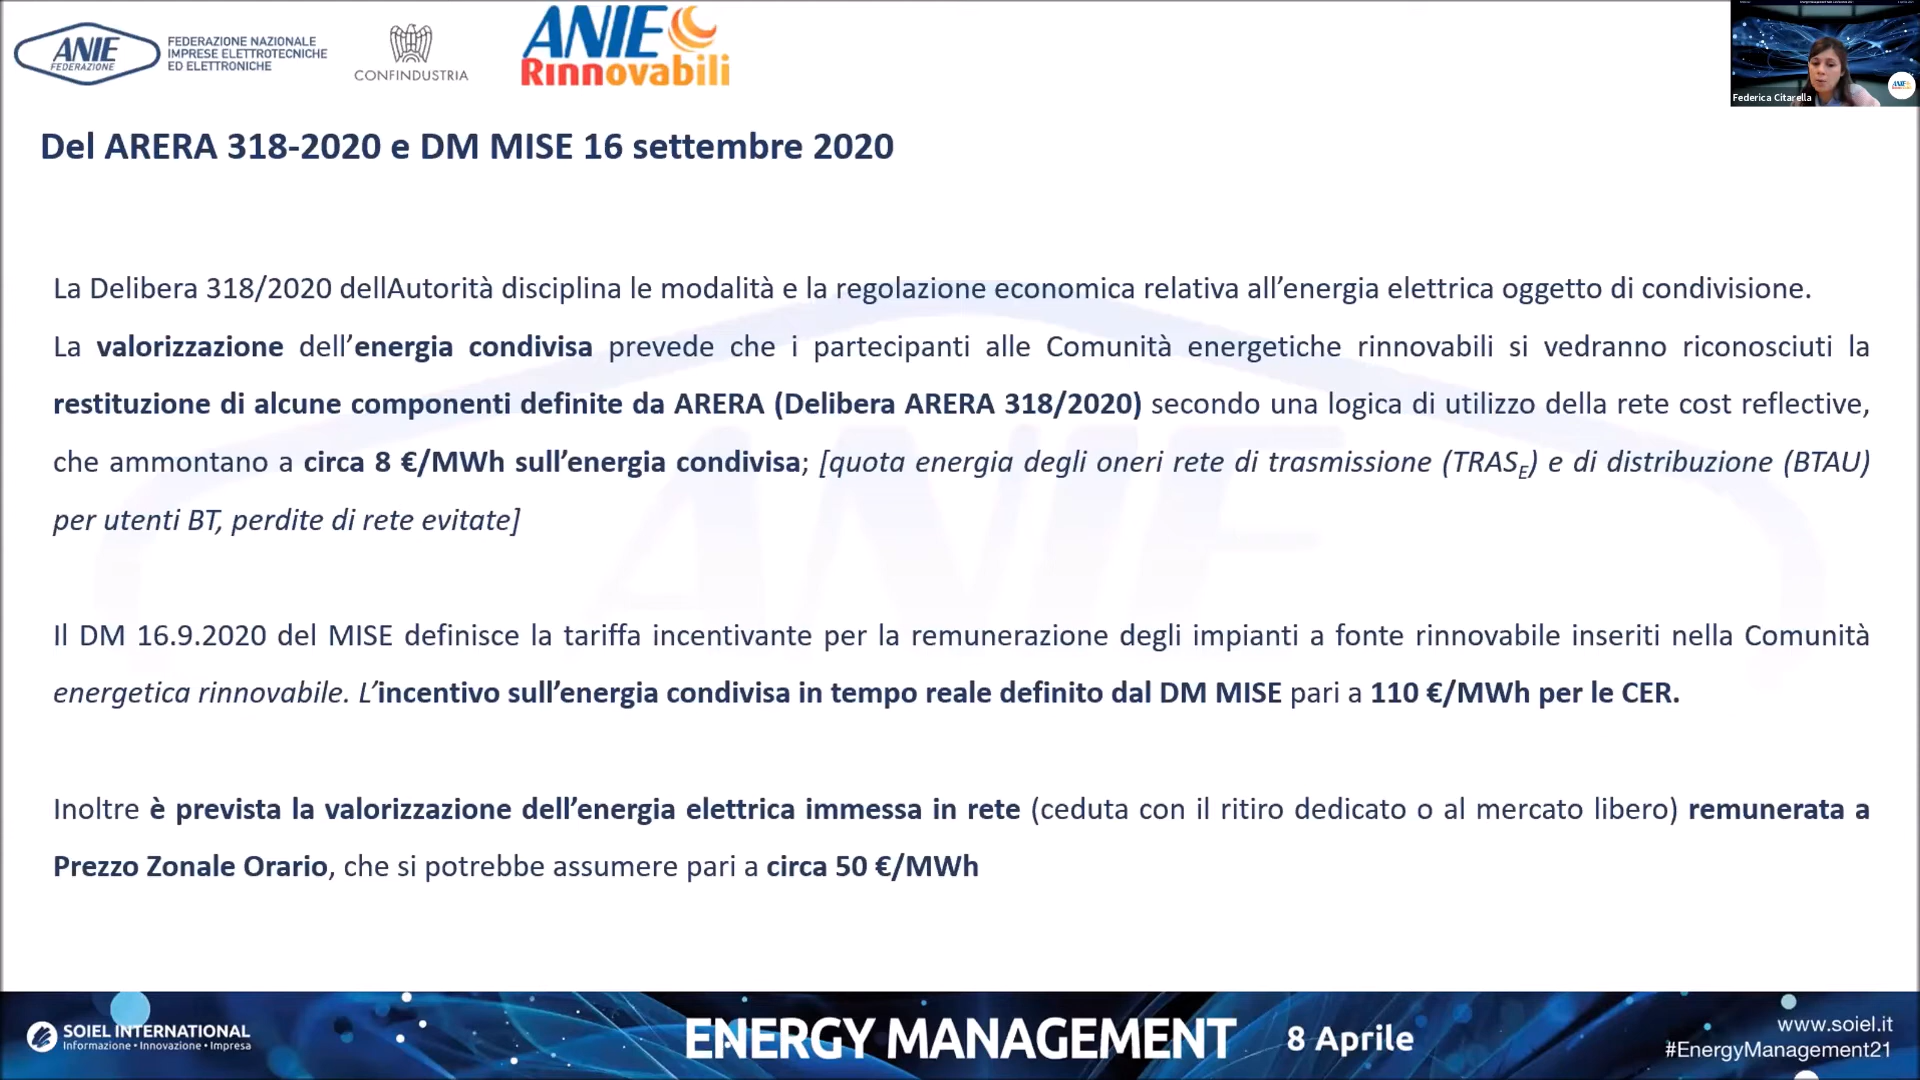 ANIE
FEDERAZIONE
FEDERAZIONE NAZIONALE
IMPRESE ELETTROTECNICHE
ED ELETTRONICHE
CONFINDUSTRIA
ANIE
Rinnovabili
Federica Citarella
Del ARERA 318-2020 e DM MISE 16 settembre 2020
La Delibera 318/2020 dellAutorità disciplina le modalità e la regolazione economica relativa all’energia elettrica oggetto di condivisione.
La valorizzazione dell’energia condivisa prevede che i partecipanti alle Comunità energetiche rinnovabili si vedranno riconosciuti la
restituzione di alcune componenti definite da ARERA (Delibera ARERA 318/2020) secondo una logica di utilizzo della rete cost reflective,
che ammontano a circa 8 €/MWh sull’energia condivisa; [quota energia degli oneri rete di trasmissione (TRASE) e di distribuzione (BTAU)
per utenti BT, perdite di rete evitate]
Il DM 16.9.2020 del MISE definisce la tariffa incentivante per la remunerazione degli impianti a fonte rinnovabile inseriti nella Comunità
energetica rinnovabile. L’incentivo sull’energia condivisa in tempo reale definito dal DM MISE pari a 110 €/MWh per le CER.
Inoltre è prevista la valorizzazione dell’energia elettrica immessa in rete (ceduta con il ritiro dedicato o al mercato libero) remunerata a
Prezzo Zonale Orario, che si potrebbe assumere pari a circa 50 €/MWh
ANIE
SOIEL INTERNATIONAL
Informazione • Innovazione • Impresa
ENERGY MANAGEMENT
8 Aprile
www.soiel.it
#EnergyManagement21